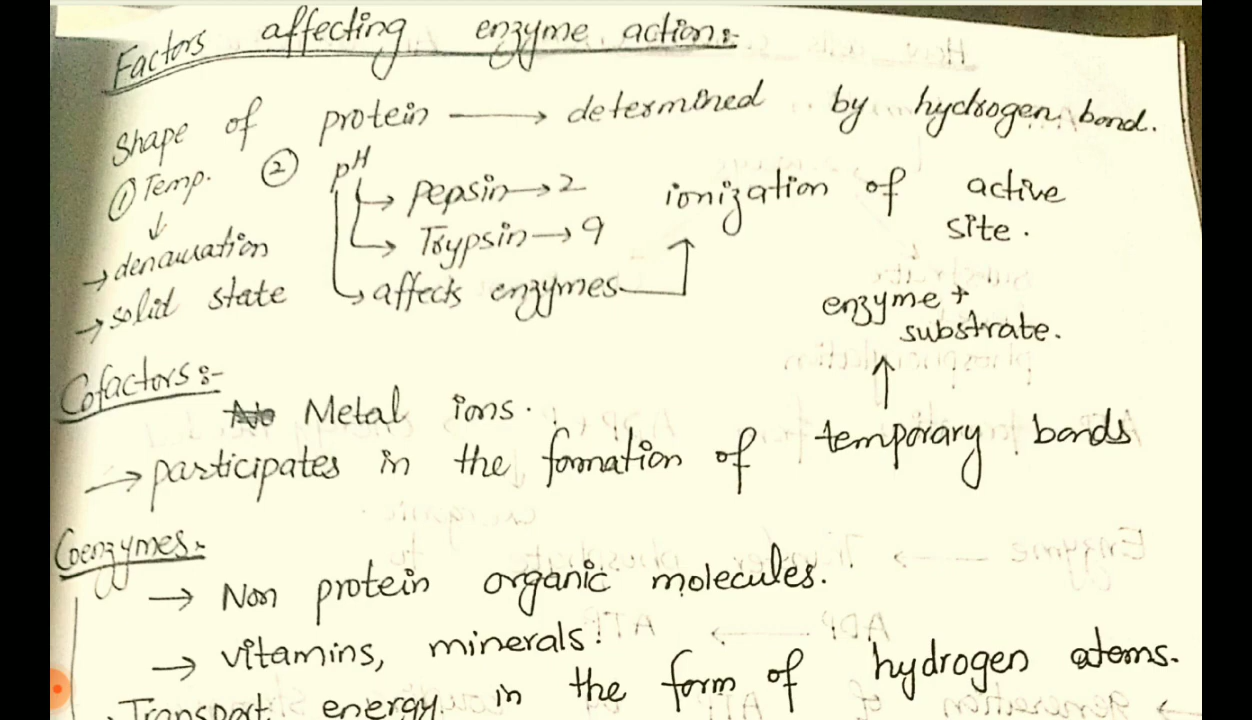 Factors affecting enzyme action:-
Shape of protein → determined by hydrogen bond.
① Temp. ② pH
↓
→ denauration
→ solid state
→ Pepsin → 2
→ Trypsin → 9
→ affects enzymes
ionization of active
site.
enzyme +
substrate.
Cofactors:-
Metal ions.
→ participates in the formation of temporary bonds
Coenzymes:-
→ Non protein organic molecules.
→ vitamins, minerals.
Transport energy in the form of hydrogen atoms.